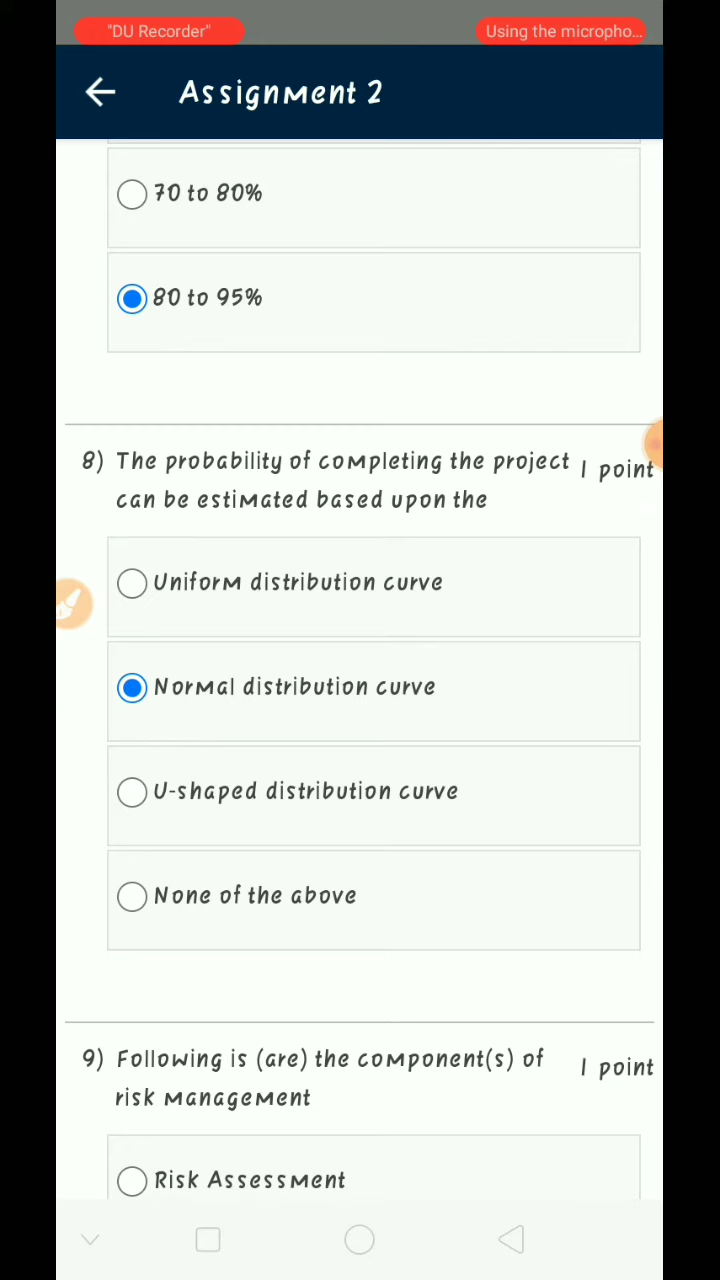 "DU Recorder" Using the micropho...
Assignment 2
70 to 80%
80 to 95%
8) The probability of completing the project 1 point
can be estimated based upon the
Uniform distribution curve
Normal distribution curve
U-shaped distribution curve
None of the above
9) Following is (are) the component(s) of 1 point
risk management
Risk Assessment